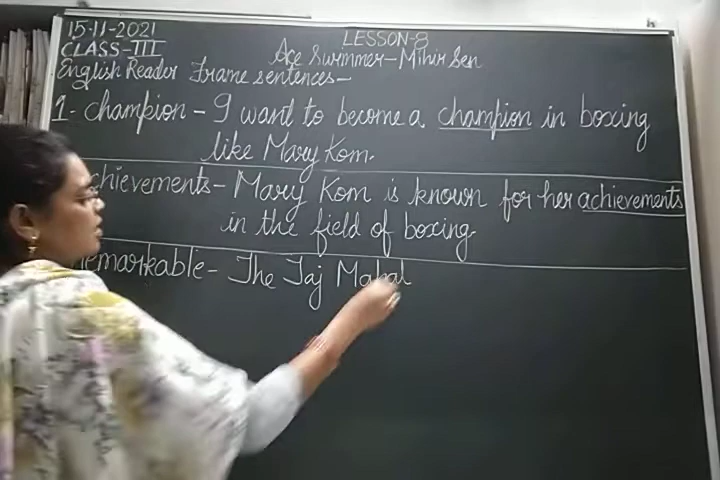 15-11-2021
CLASS-III
LESSON-8
Ace Swimmer-Mihir Sen
English Reader Frame sentences-
1. champion - I want to become a champion in boxing
like Mary Kom.
chievements - Mary Kom is known for her achievements
in the field of boxing.
remarkable - The Taj Mahal